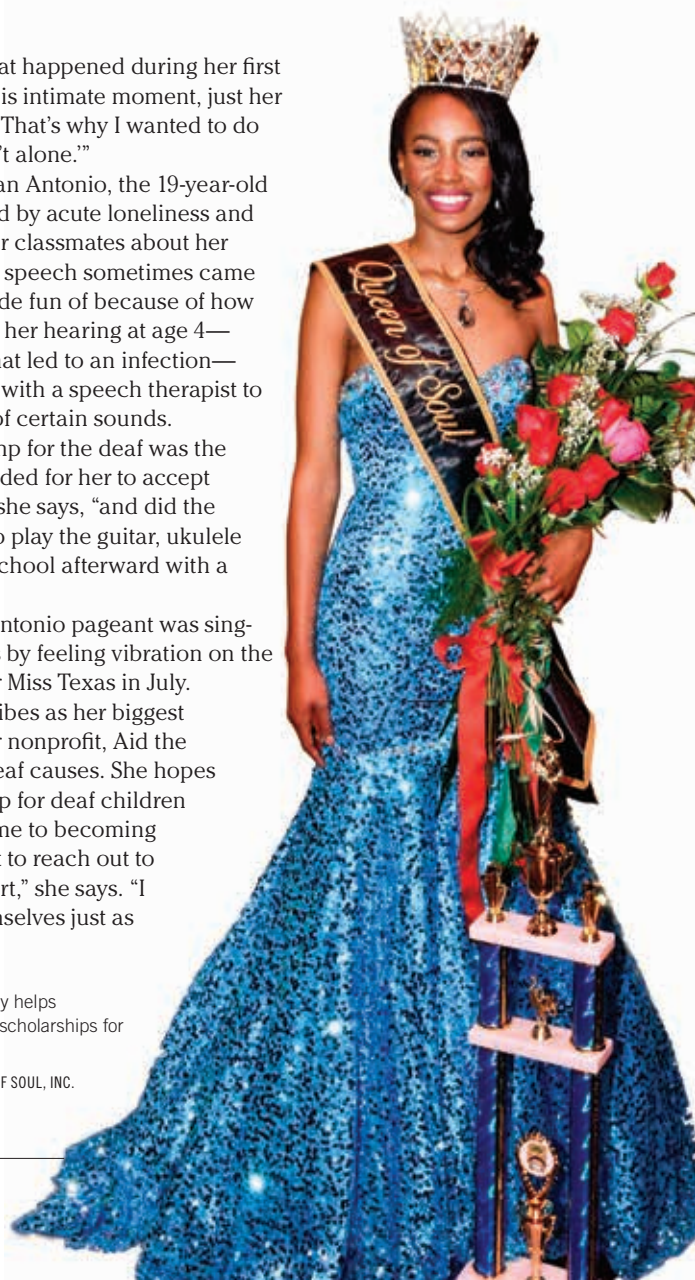 at happened during her first
is intimate moment, just her
That's why I wanted to do
't alone.'”
an Antonio, the 19-year-old
d by acute loneliness and
r classmates about her
speech sometimes came
de fun of because of how
her hearing at age 4—
hat led to an infection—
with a speech therapist to
of certain sounds.
mp for the deaf was the
ded for her to accept
she says, “and did the
o play the guitar, ukulele
chool afterward with a
ntonio pageant was sing-
by feeling vibration on the
r Miss Texas in July.
ibes as her biggest
r nonprofit, Aid the
eaf causes. She hopes
p for deaf children
me to becoming
t to reach out to
rt,” she says. “I
nselves just as
y helps
scholarships for
F SOUL, INC.
Queen of Soul